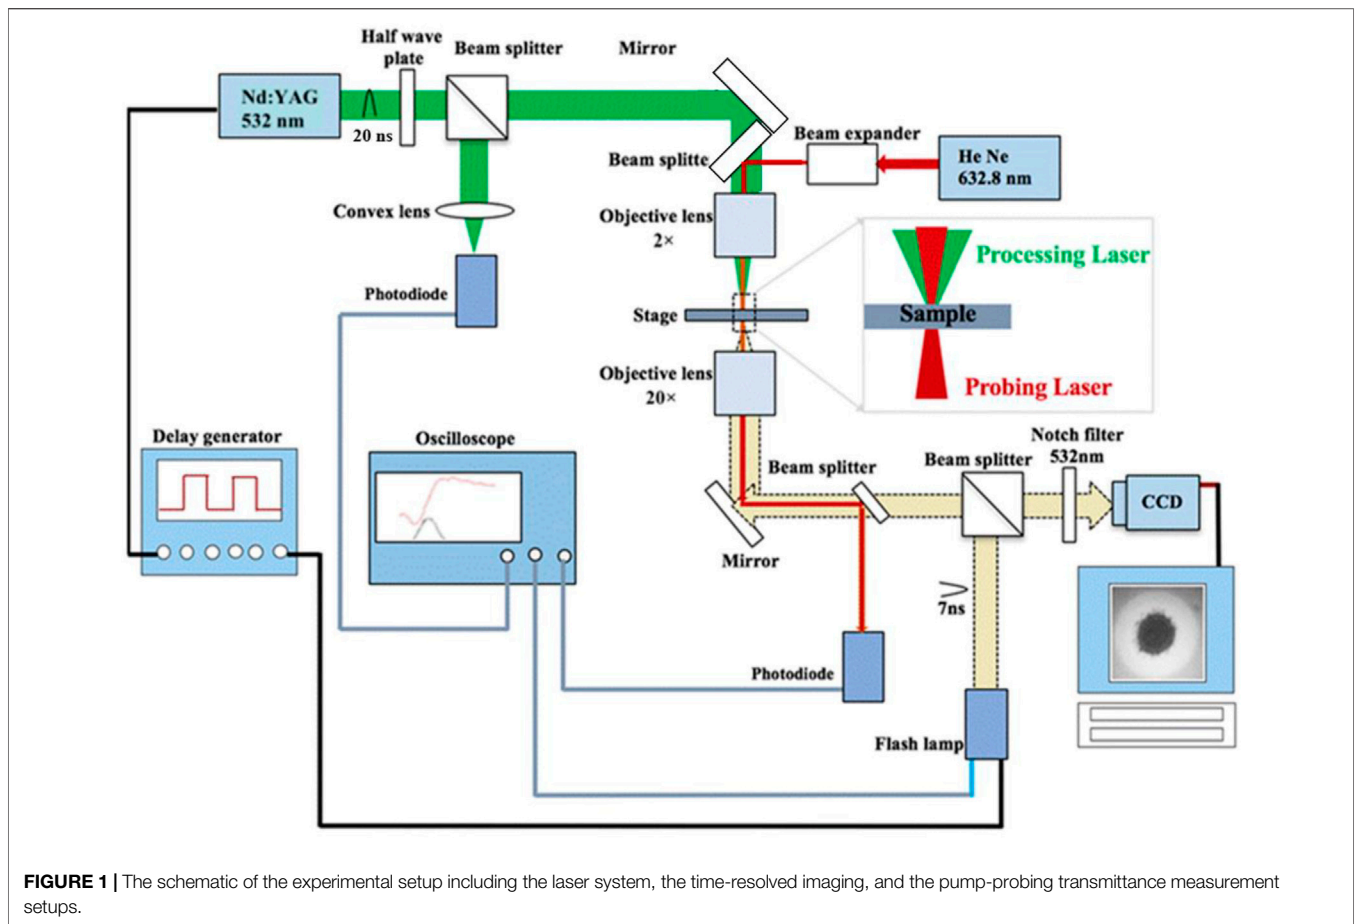 Half wave
plate
Beam splitter
Mirror
Nd:YAG
532 nm
20 ns
Beam expander
Beam splitte
He Ne
632.8 nm
Convex lens
Objective lens
2×
Processing Laser
Photodiode
Stage
Sample
Objective lens
20×
Probing Laser
Delay generator
Oscilloscope
Notch filter
532nm
Beam splitter
Beam splitter
CCD
Mirror
7ns
Photodiode
Flash lamp
FIGURE 1 | The schematic of the experimental setup including the laser system, the time-resolved imaging, and the pump-probing transmittance measurement
setups.